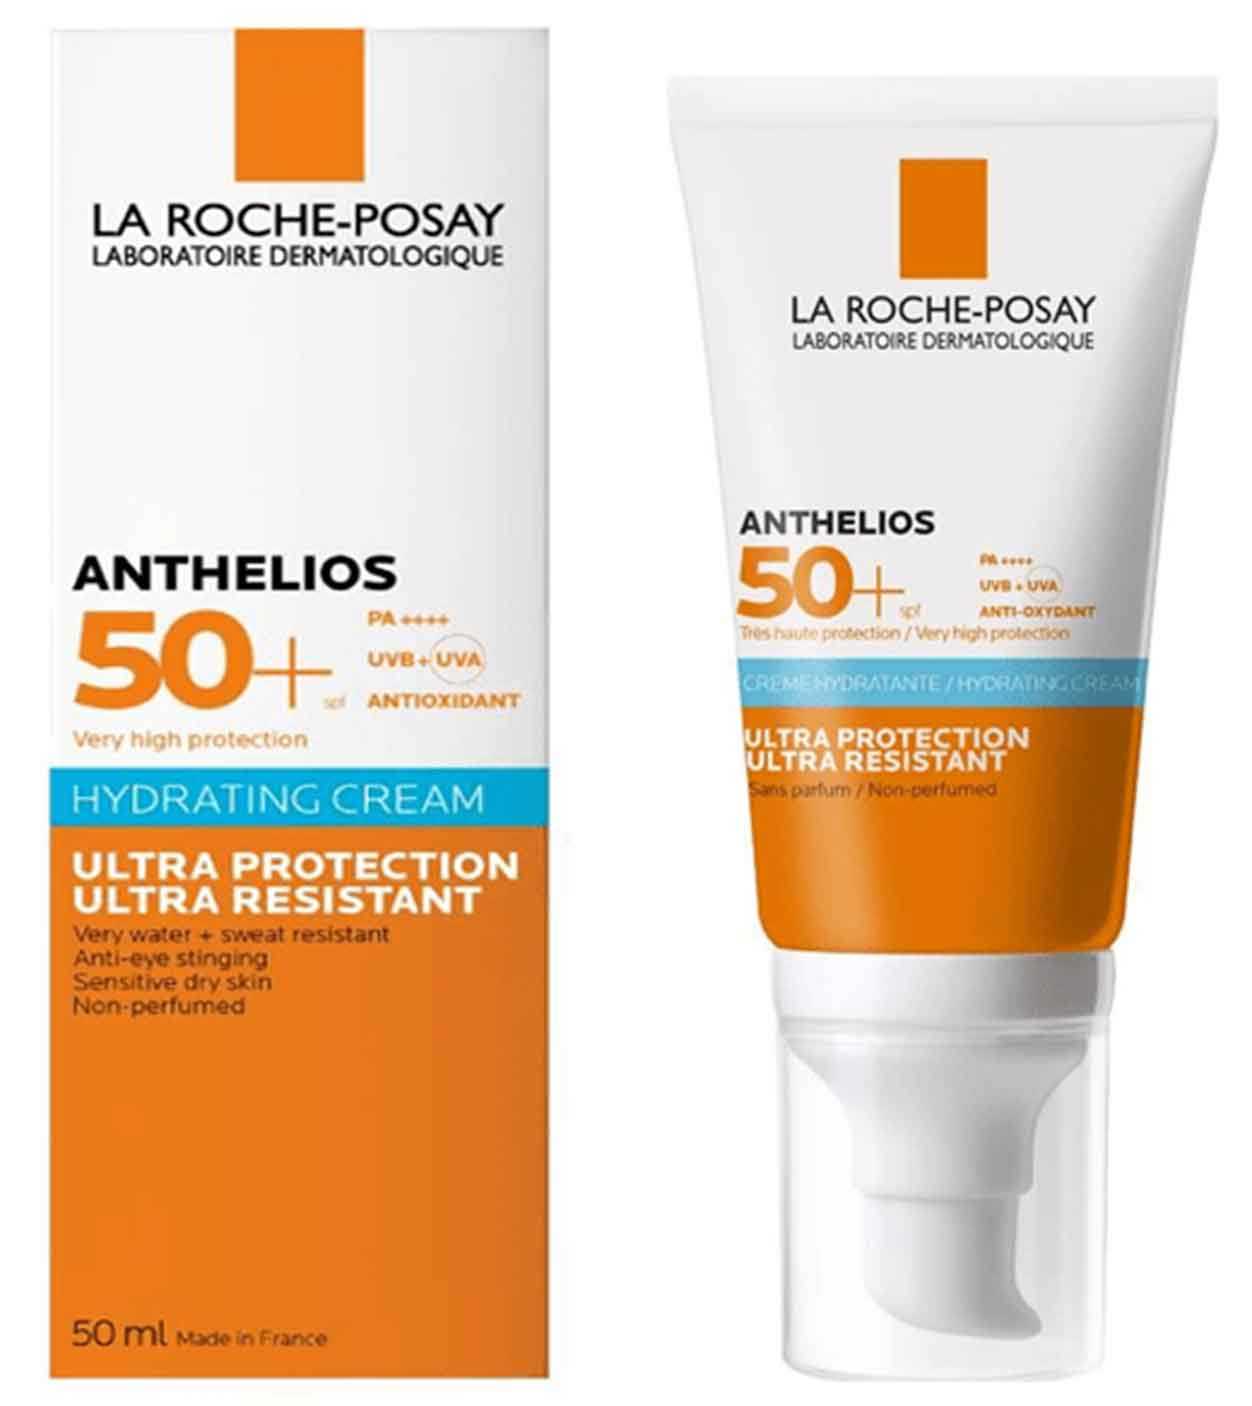 LA ROCHE-POSAY
LABORATOIRE DERMATOLOGIQUE
ANTHELIOS
50+ spf
PA ++++
UVB + UVA
ANTIOXIDANT
Very high protection
HYDRATING CREAM
ULTRA PROTECTION
ULTRA RESISTANT
Very water + sweat resistant
Anti-eye stinging
Sensitive dry skin
Non-perfumed
50 ml Made in France
LA ROCHE-POSAY
LABORATOIRE DERMATOLOGIQUE
ANTHELIOS
50+ spf
PA ++++
UVB + UVA
ANTI-OXYDANT
Très haute protection / Very high protection
CRÈME HYDRATANTE / HYDRATING CREAM
ULTRA PROTECTION
ULTRA RESISTANT
Sans parfum / Non-perfumed